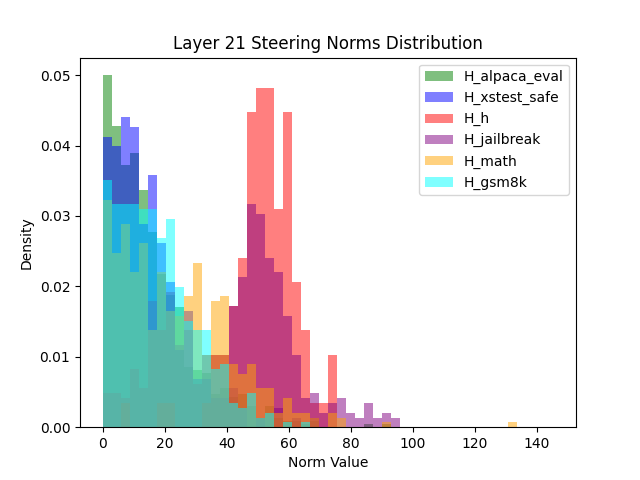 Layer 21 Steering Norms Distribution
H_alpaca_eval
H_xstest_safe
H_h
H_jailbreak
H_math
H_gsm8k
Density
0.05
0.04
0.03
0.02
0.01
0.00
0 20 40 60 80 100 120 140
Norm Value